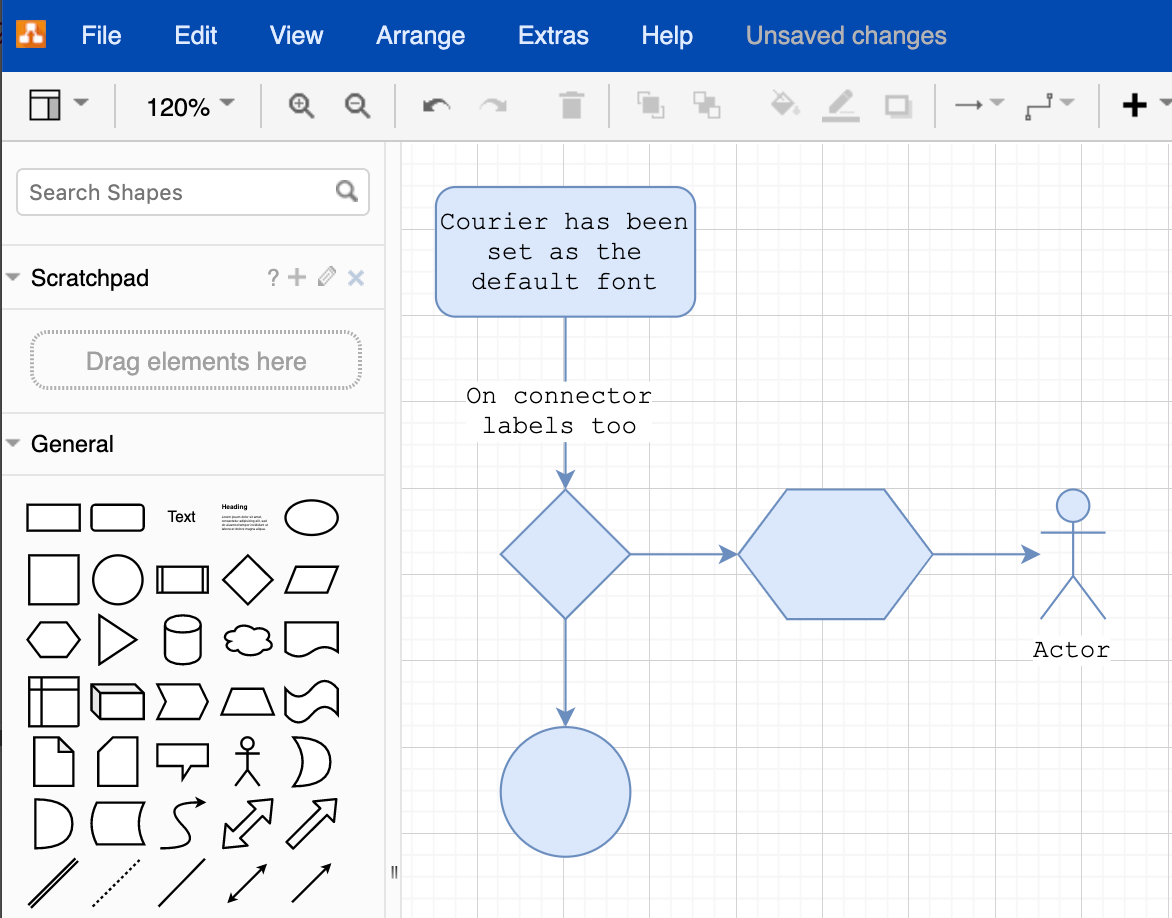 File Edit View Arrange Extras Help Unsaved changes
120%
Search Shapes
Scratchpad ?
Drag elements here
General
Text
Heading
Courier has been
set as the
default font
On connector
labels too
Actor